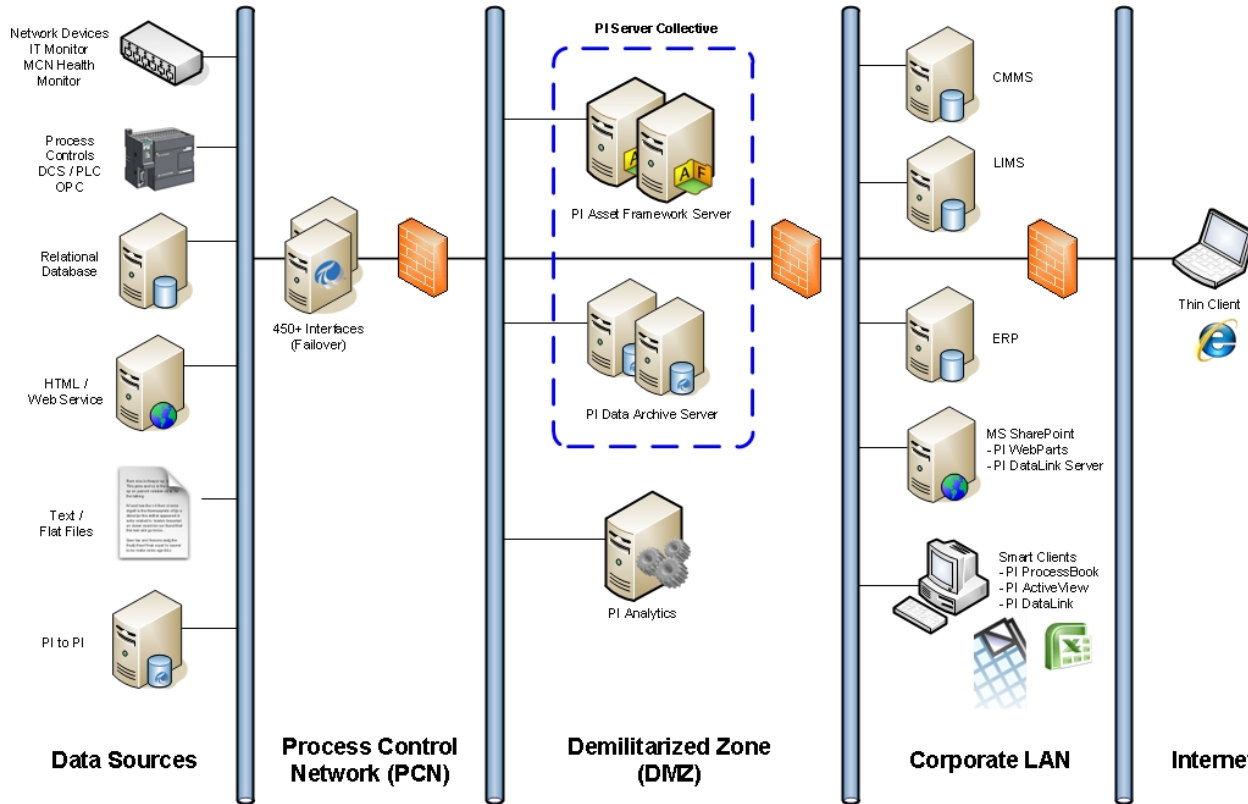 Network Devices
IT Monitor
MCN Health
Monitor
Process
Controls
DCS / PLC
OPC
Relational
Database
HTML /
Web Service
Text /
Flat Files
PI to PI
Data Sources
450+ Interfaces
(Failover)
Process Control
Network (PCN)
PI Server Collective
A
A F
PI Asset Framework Server
PI Data Archive Server
PI Analytics
Demilitarized Zone
(DMZ)
CMMS
LIMS
ERP
MS SharePoint
- PI WebParts
- PI DataLink Server
Smart Clients
- PI ProcessBook
- PI ActiveView
- PI DataLink
X
Corporate LAN
Thin Client
e
Internet